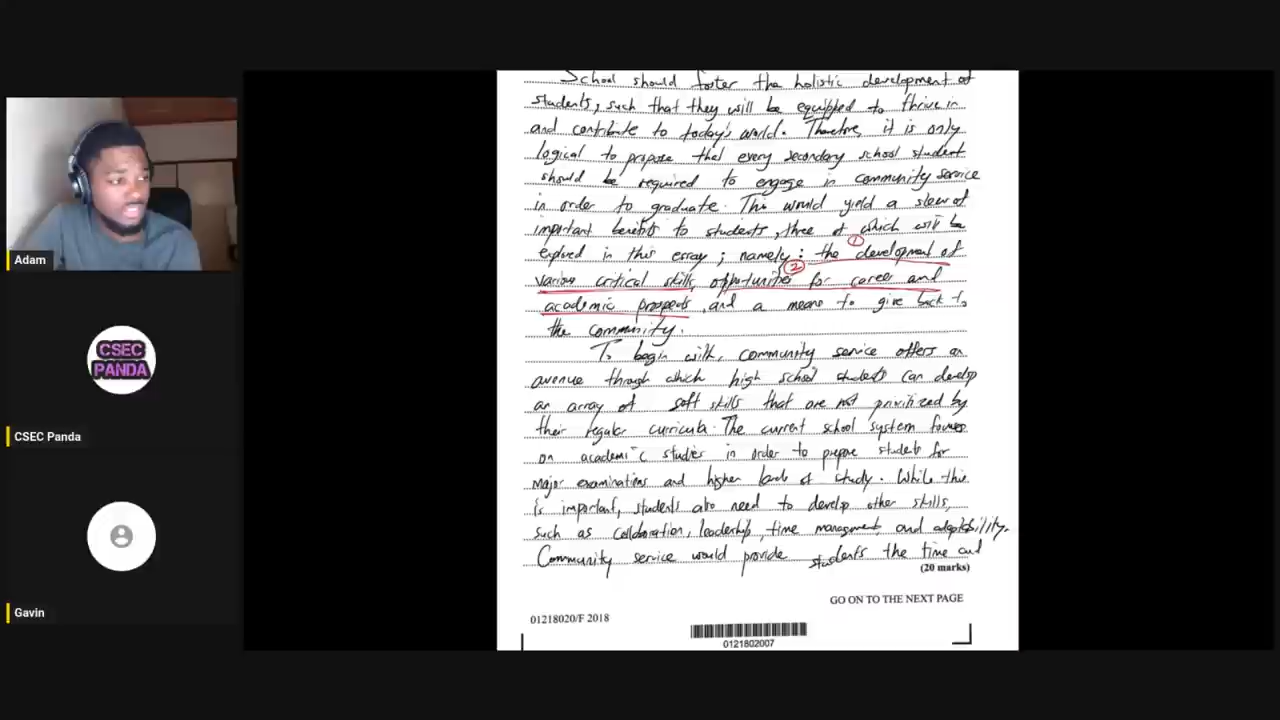 School should foster the holistic development of
students, such that they will be equipped to thrive in
and contribute to today's world. Therefore, it is only
logical to propose that every secondary school student
should be required to engage in community service
in order to graduate. This would yield a slew of
important benefits to students, three of which will be
1
explored in this essay; namely: the development of
2
various critical skills, opportunities for career and
academic prospects, and a means to give back to
the community.
To begin with, community service offers an
avenue through which high school students can develop
an array of soft skills that are not prioritized by
their regular curricula. The current school system focuses
on academic studies in order to prepare students for
major examinations and higher levels of study. While this
is important, students also need to develop other skills,
such as collaboration, leadership, time management, and adaptability.
Community service would provide students the time and
(20 marks)
GO ON TO THE NEXT PAGE
01218020/F 2018
0121802007
Adam
CSEC
PANDA
CSEC Panda
Gavin